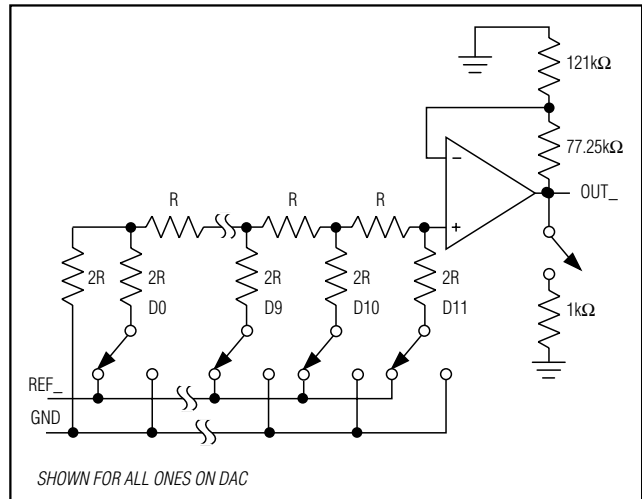 121kΩ
77.25kΩ
−
OUT_
R
R
R
+
2R
2R
2R
2R
2R
D0
D9
D10
D11
1kΩ
REF_
GND
SHOWN FOR ALL ONES ON DAC